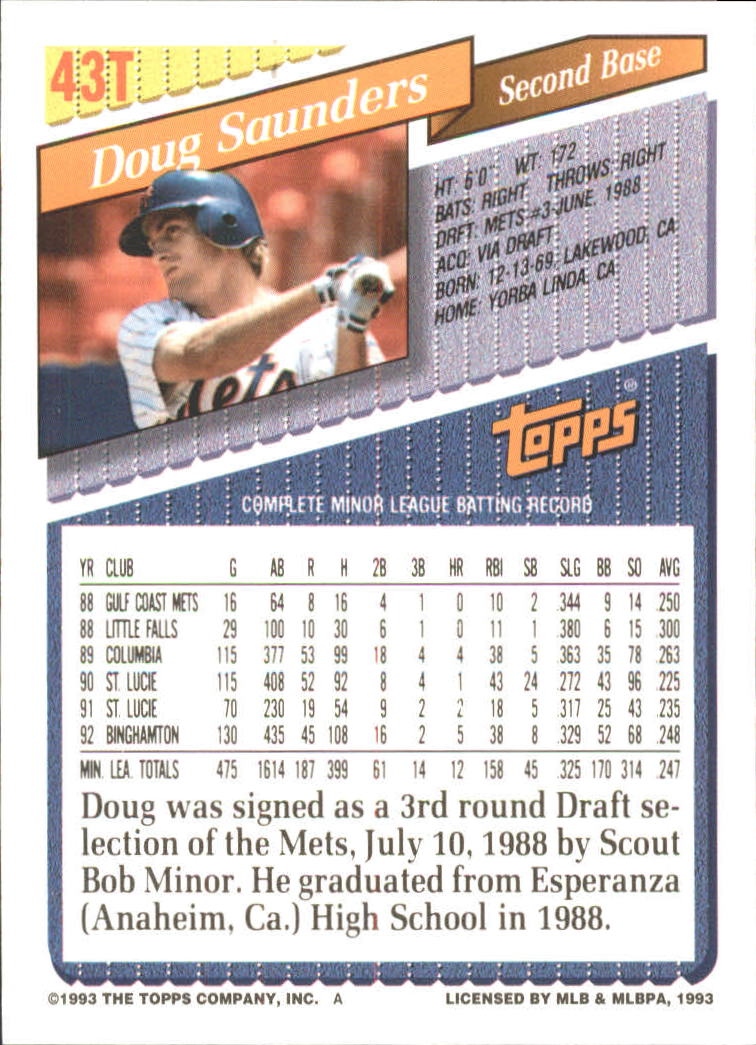 43T
Doug Saunders
Second Base
HT: 6'0" WT: 172
BATS: RIGHT THROWS: RIGHT
DRFT: METS #3-JUNE, 1988
ACQ: VIA DRAFT
BORN: 12-13-69, LAKEWOOD, CA
HOME: YORBA LINDA, CA
Mets
Topps®
COMPLETE MINOR LEAGUE BATTING RECORD
YR CLUB G AB R H 2B 3B HR RBI SB SLG BB SO AVG
88 GULF COAST METS 16 64 8 16 4 1 0 10 2 .344 9 14 .250
88 LITTLE FALLS 29 100 10 30 6 1 0 11 1 .380 6 15 .300
89 COLUMBIA 115 377 53 99 18 4 4 38 5 .363 35 78 .263
90 ST. LUCIE 115 408 52 92 8 4 1 43 24 .272 43 96 .225
91 ST. LUCIE 70 230 19 54 9 2 2 18 5 .317 25 43 .235
92 BINGHAMTON 130 435 45 108 16 2 5 38 8 .329 52 68 .248
MIN. LEA. TOTALS 475 1614 187 399 61 14 12 158 45 .325 170 314 .247
Doug was signed as a 3rd round Draft se-
lection of the Mets, July 10, 1988 by Scout
Bob Minor. He graduated from Esperanza
(Anaheim, Ca.) High School in 1988.
©1993 THE TOPPS COMPANY, INC. A
LICENSED BY MLB & MLBPA, 1993